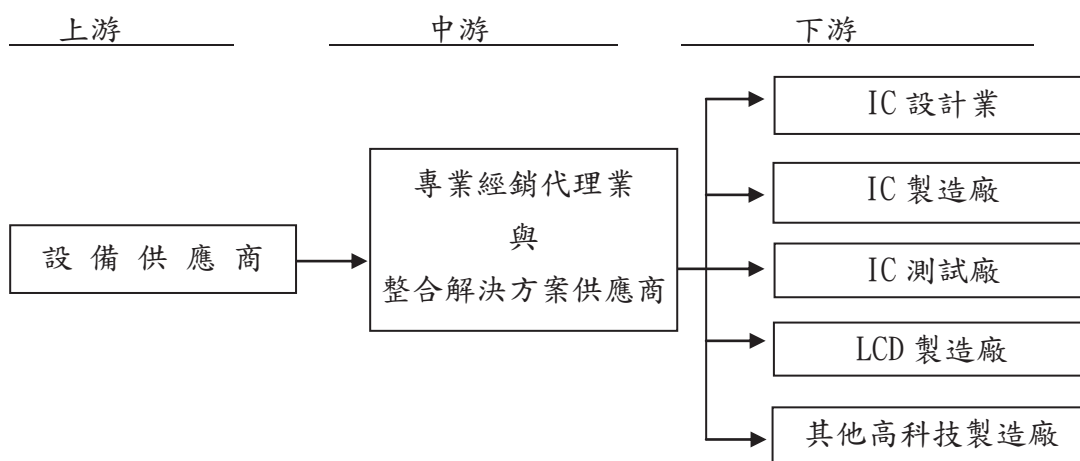 上游 中游 下游
IC 設計業
專業經銷代理業
IC 製造廠
與
設備供應商
IC 測試廠
整合解決方案供應商
LCD 製造廠
其他高科技製造廠